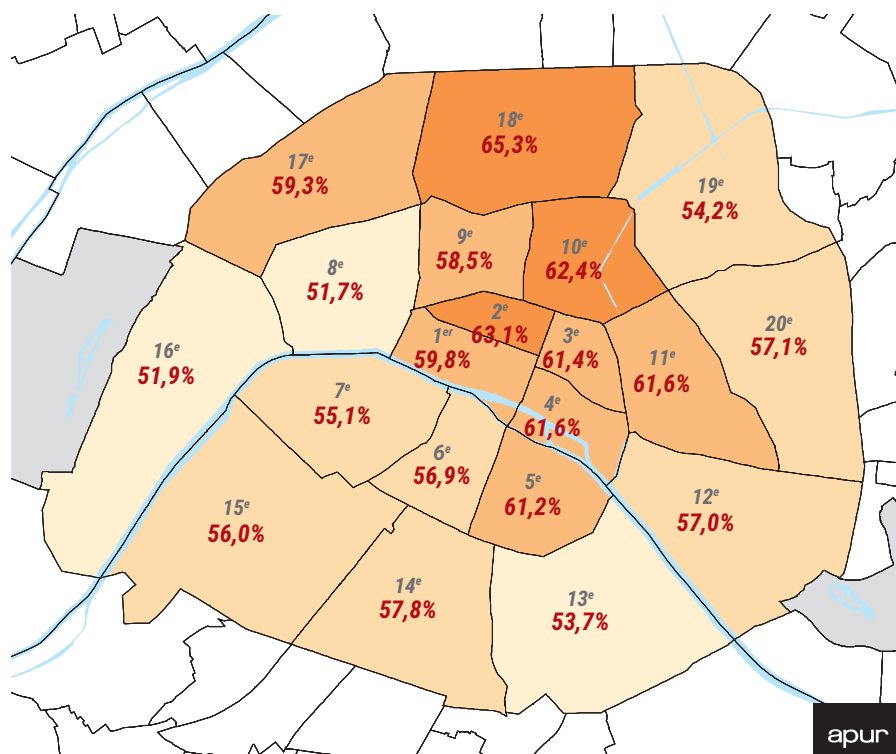 18ᵉ
65,3%
17ᵉ
59,3%
19ᵉ
54,2%
9ᵉ
58,5%
10ᵉ
62,4%
8ᵉ
51,7%
2ᵉ
63,1%
1ᵉʳ
59,8%
3ᵉ
61,4%
20ᵉ
57,1%
16ᵉ
51,9%
11ᵉ
61,6%
7ᵉ
55,1%
4ᵉ
61,6%
6ᵉ
56,9%
5ᵉ
61,2%
12ᵉ
57,0%
15ᵉ
56,0%
14ᵉ
57,8%
13ᵉ
53,7%
apur